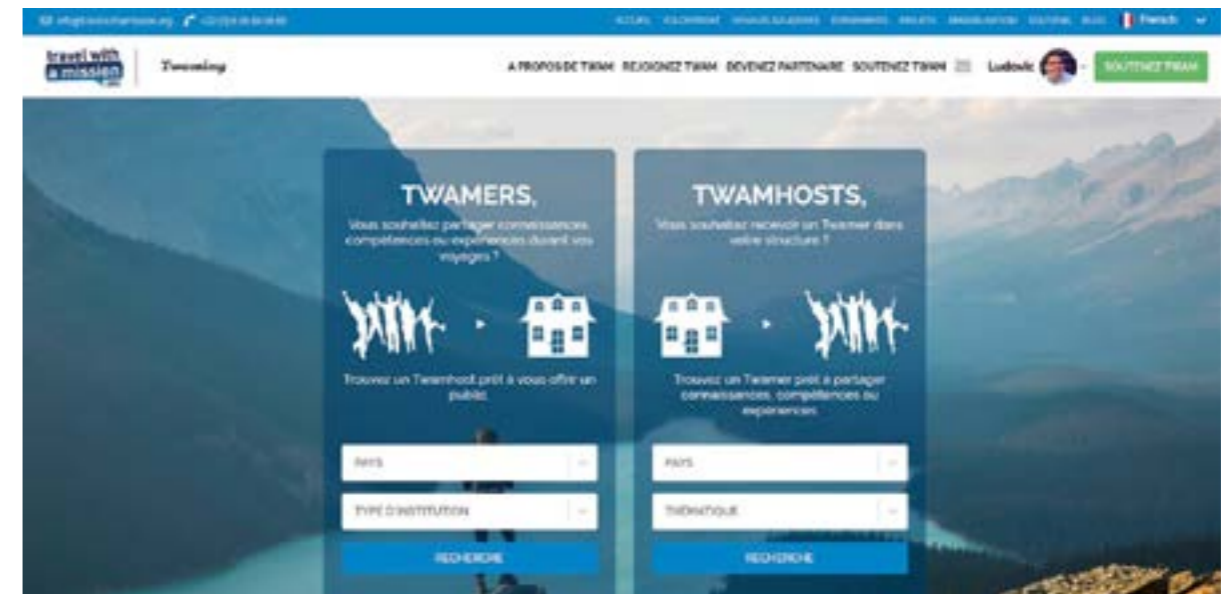 French
travel with
a mission
Twaming
A PROPOS DE TWAM REJOIGNEZ TWAM DEVENEZ PARTENAIRE SOUTENEZ TWAM Ludovic SOUTENEZ TWAM
TWAMERS,
Vous souhaitez partager connaissances,
compétences ou expériences durant vos
voyages ?
Trouvez un Twamhost prêt à vous offrir un
public
PAYS
TYPE D'INSTITUTION
RECHERCHE
TWAMHOSTS,
Vous souhaitez recevoir un Twamer dans
votre structure ?
Trouvez un Twamer prêt à partager
connaissances, compétences ou
expériences
PAYS
THÉMATIQUE
RECHERCHE